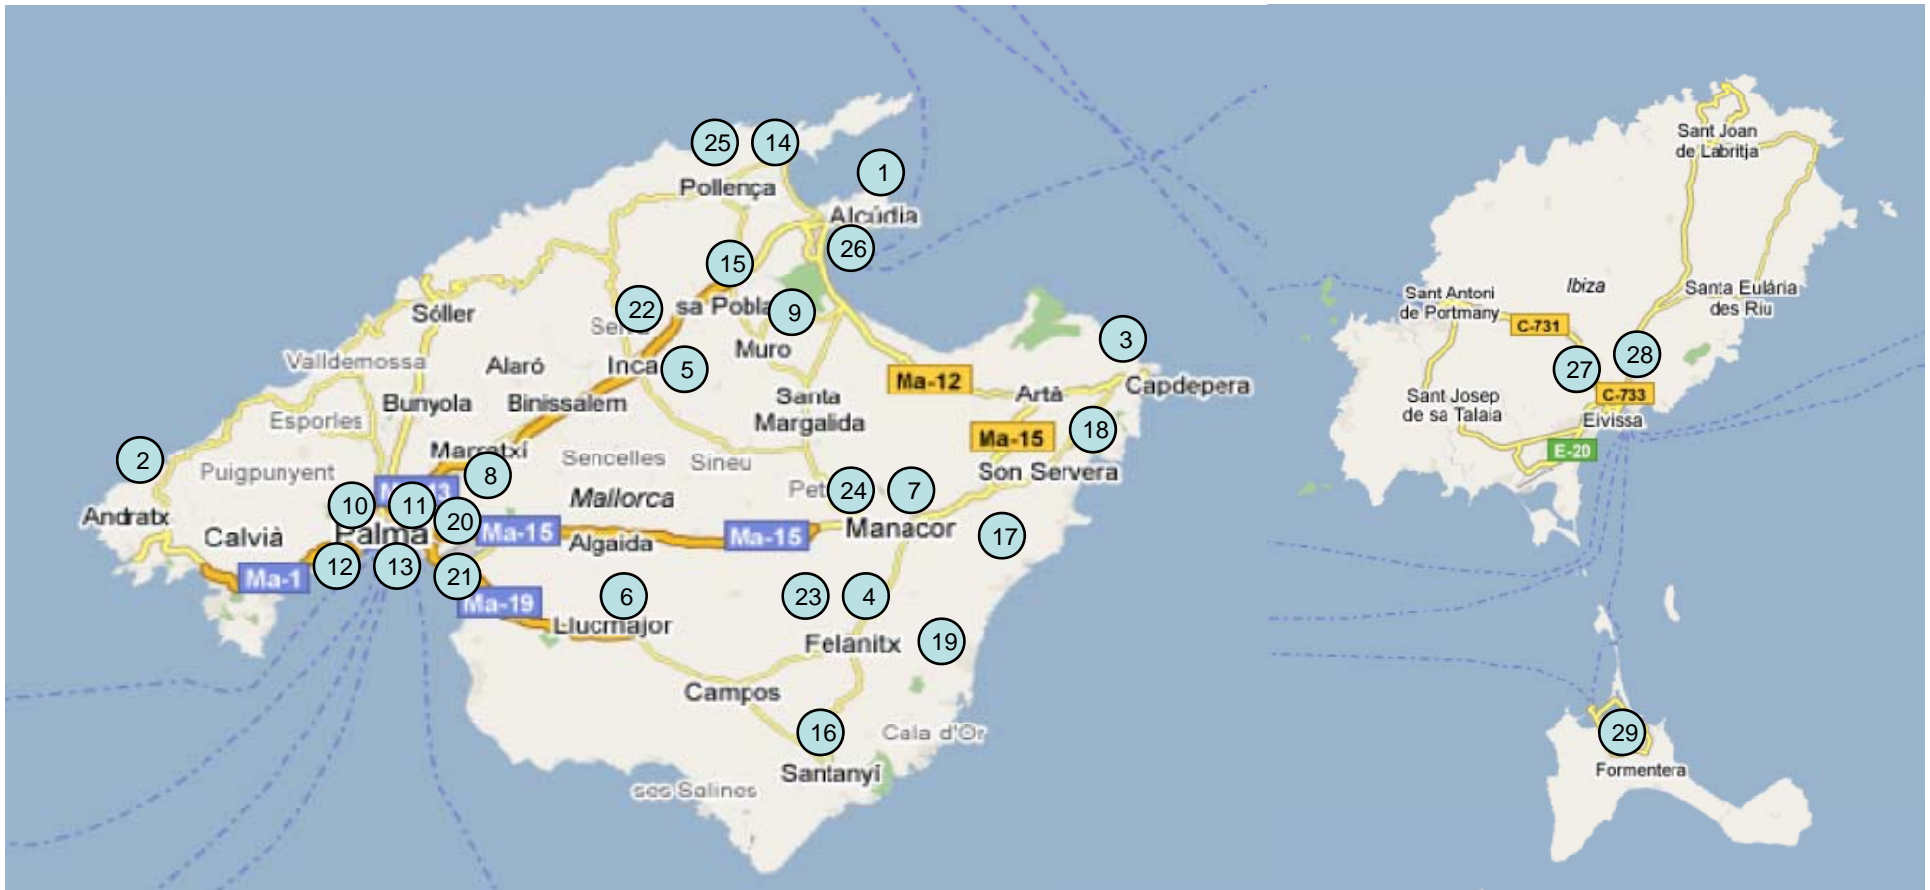 25
14
1
Pollença
Alcúdia
26
15
22
sa Pobla
9
Sóller
3
Muro
Valldemossa
Alaró
Inca
5
Ma-12
Capdepera
Artà
Santa
Margalida
Bunyola
Binissalem
Esporles
18
Ma-15
Marratxí
2
Puigpunyent
8
Sencelles
Sineu
Son Servera
10
11
20
Mallorca
24
7
Andratx
Calvià
Palma
Ma-15
Algaida
Ma-15
Manacor
17
12
13
21
Ma-1
Ma-19
6
23
4
Llucmajor
Felanitx
19
Campos
16
Cala d'Or
Santanyí
ses Salines
Sant Joan
de Labritja
Ibiza
Sant Antoni
de Portmany
Santa Eulària
des Riu
C-731
27
28
C-733
Sant Josep
de sa Talaia
Eivissa
E-20
29
Formentera